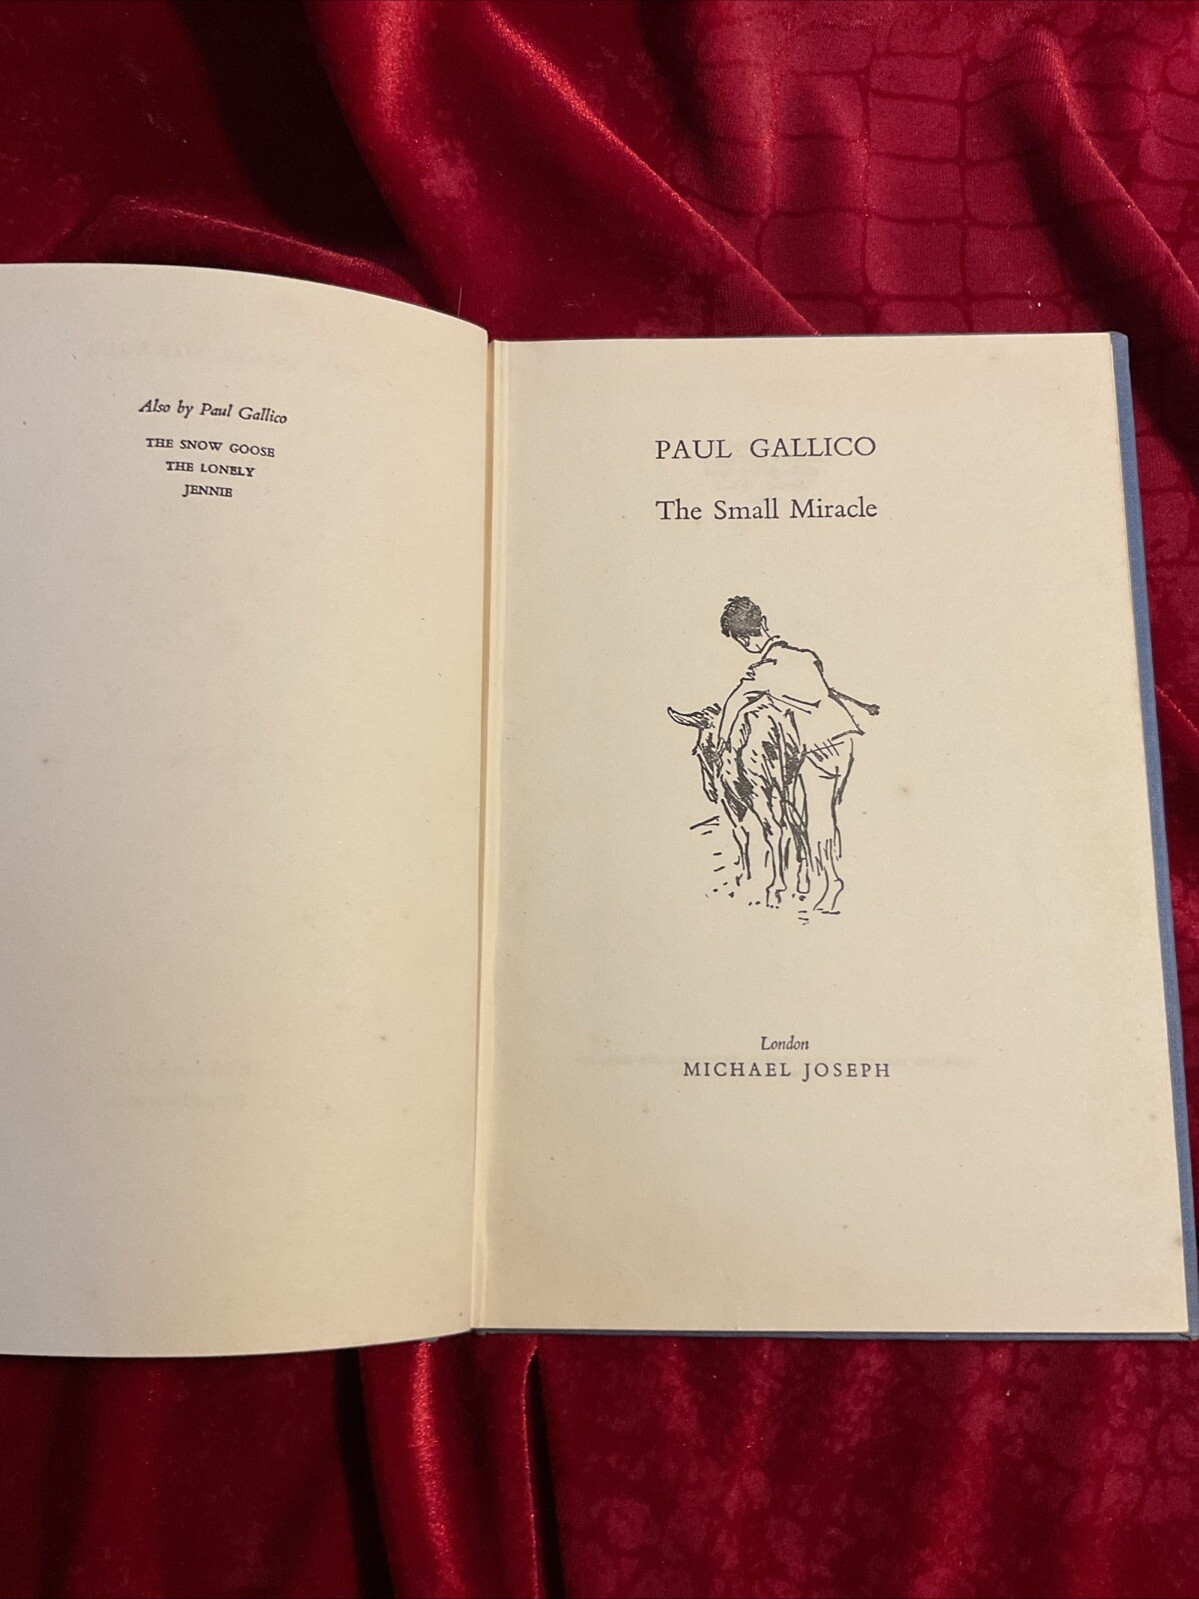 Also by Paul Gallico
THE SNOW GOOSE
THE LONELY
JENNIE
PAUL GALLICO
The Small Miracle
London
MICHAEL JOSEPH